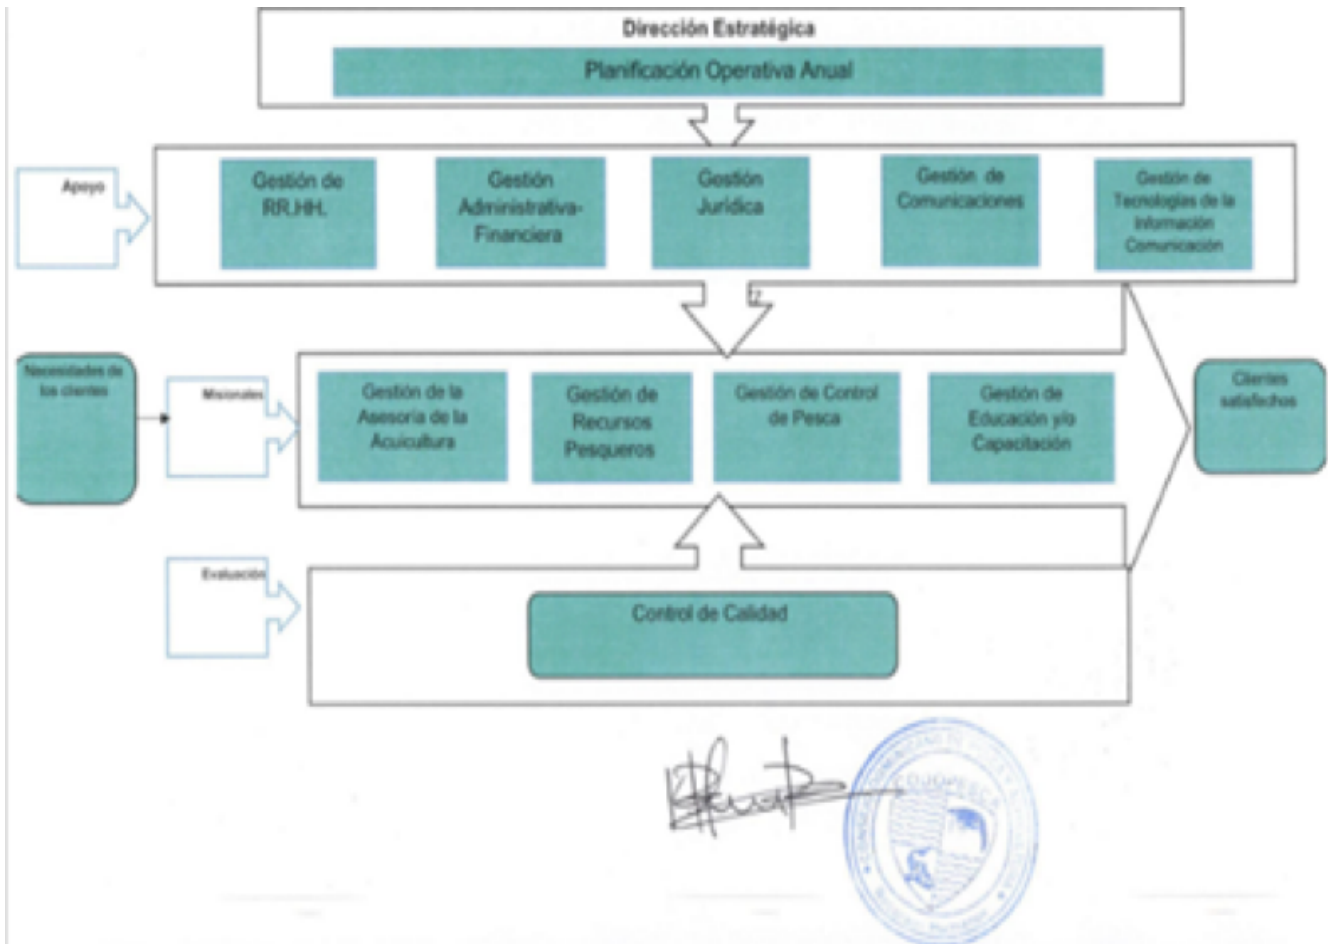 Dirección Estratégica
Planificación Operativa Anual
Apoyo
Gestión de
RR.HH.
Gestión
Administrativa-
Financiera
Gestión
Jurídica
Gestión de
Comunicaciones
Gestión de
Tecnologías de la
Información
Comunicación
Necesidades de
los clientes
Misionales
Gestión de la
Asesoría de la
Acuicultura
Gestión de
Recursos
Pesqueros
Gestión de Control
de Pesca
Gestión de
Educación y/o
Capacitación
Clientes
satisfechos
Evaluación
Control de Calidad
COJOPESCA